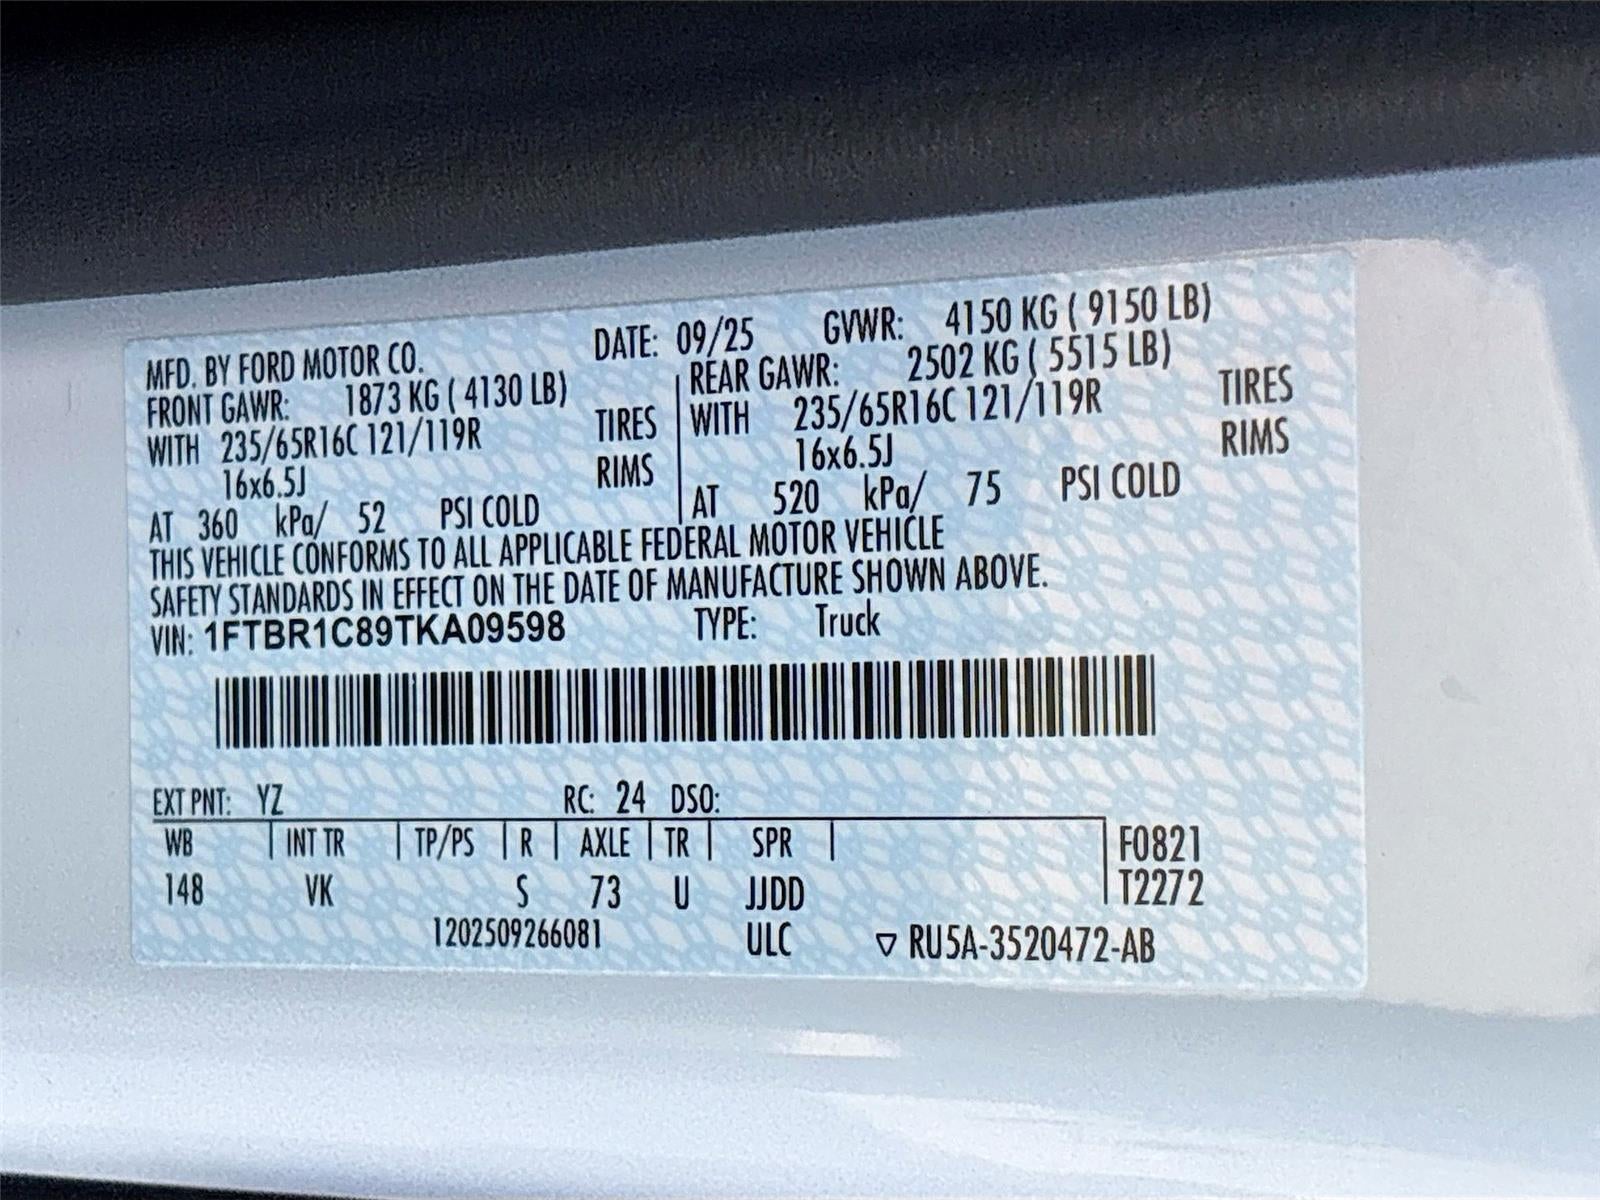 MFD. BY FORD MOTOR CO. DATE: 09/25 GVWR: 4150 KG ( 9150 LB)
FRONT GAWR: 1873 KG ( 4130 LB) REAR GAWR: 2502 KG ( 5515 LB)
WITH 235/65R16C 121/119R TIRES WITH 235/65R16C 121/119R TIRES
16x6.5J RIMS 16x6.5J RIMS
AT 360 kPa/ 52 PSI COLD AT 520 kPa/ 75 PSI COLD
THIS VEHICLE CONFORMS TO ALL APPLICABLE FEDERAL MOTOR VEHICLE
SAFETY STANDARDS IN EFFECT ON THE DATE OF MANUFACTURE SHOWN ABOVE.
VIN: 1FTBR1C89TKA09598 TYPE: Truck
EXT PNT: YZ RC: 24 DSO:
WB INT TR TP/PS R AXLE TR SPR F0821
148 VK S 73 U JJDD T2272
1202509266081 ULC ▽ RU5A-3520472-AB